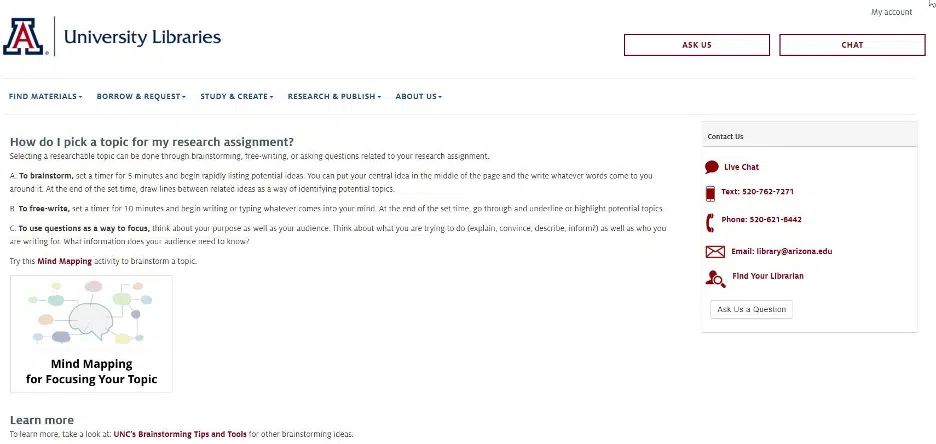 My account
A
University Libraries
ASK US
CHAT
FIND MATERIALS
BORROW & REQUEST
STUDY & CREATE
RESEARCH & PUBLISH
ABOUT US
How do I pick a topic for my research assignment?
Selecting a researchable topic can be done through brainstorming, free-writing, or asking questions related to your research assignment.
A. To brainstorm, set a timer for 5 minutes and begin rapidly listing potential ideas. You can put your central idea in the middle of the page and the write whatever words come to you
around it. At the end of the set time, draw lines between related ideas as a way of identifying potential topics.
B. To free-write, set a timer for 10 minutes and begin writing or typing whatever comes into your mind. At the end of the set time, go through and underline or highlight potential topics.
C. To use questions as a way to focus, think about your purpose as well as your audience. Think about what you are trying to do (explain, convince, describe, inform?) as well as who you
are writing for. What information does your audience need to know?
Try this Mind Mapping activity to brainstorm a topic.
Mind Mapping
for Focusing Your Topic
Learn more
To learn more, take a look at: UNC's Brainstorming Tips and Tools for other brainstorming ideas.
Contact Us
Live Chat
Text: 520-762-7271
Phone: 520-621-6442
Email: library@arizona.edu
Find Your Librarian
Ask Us a Question